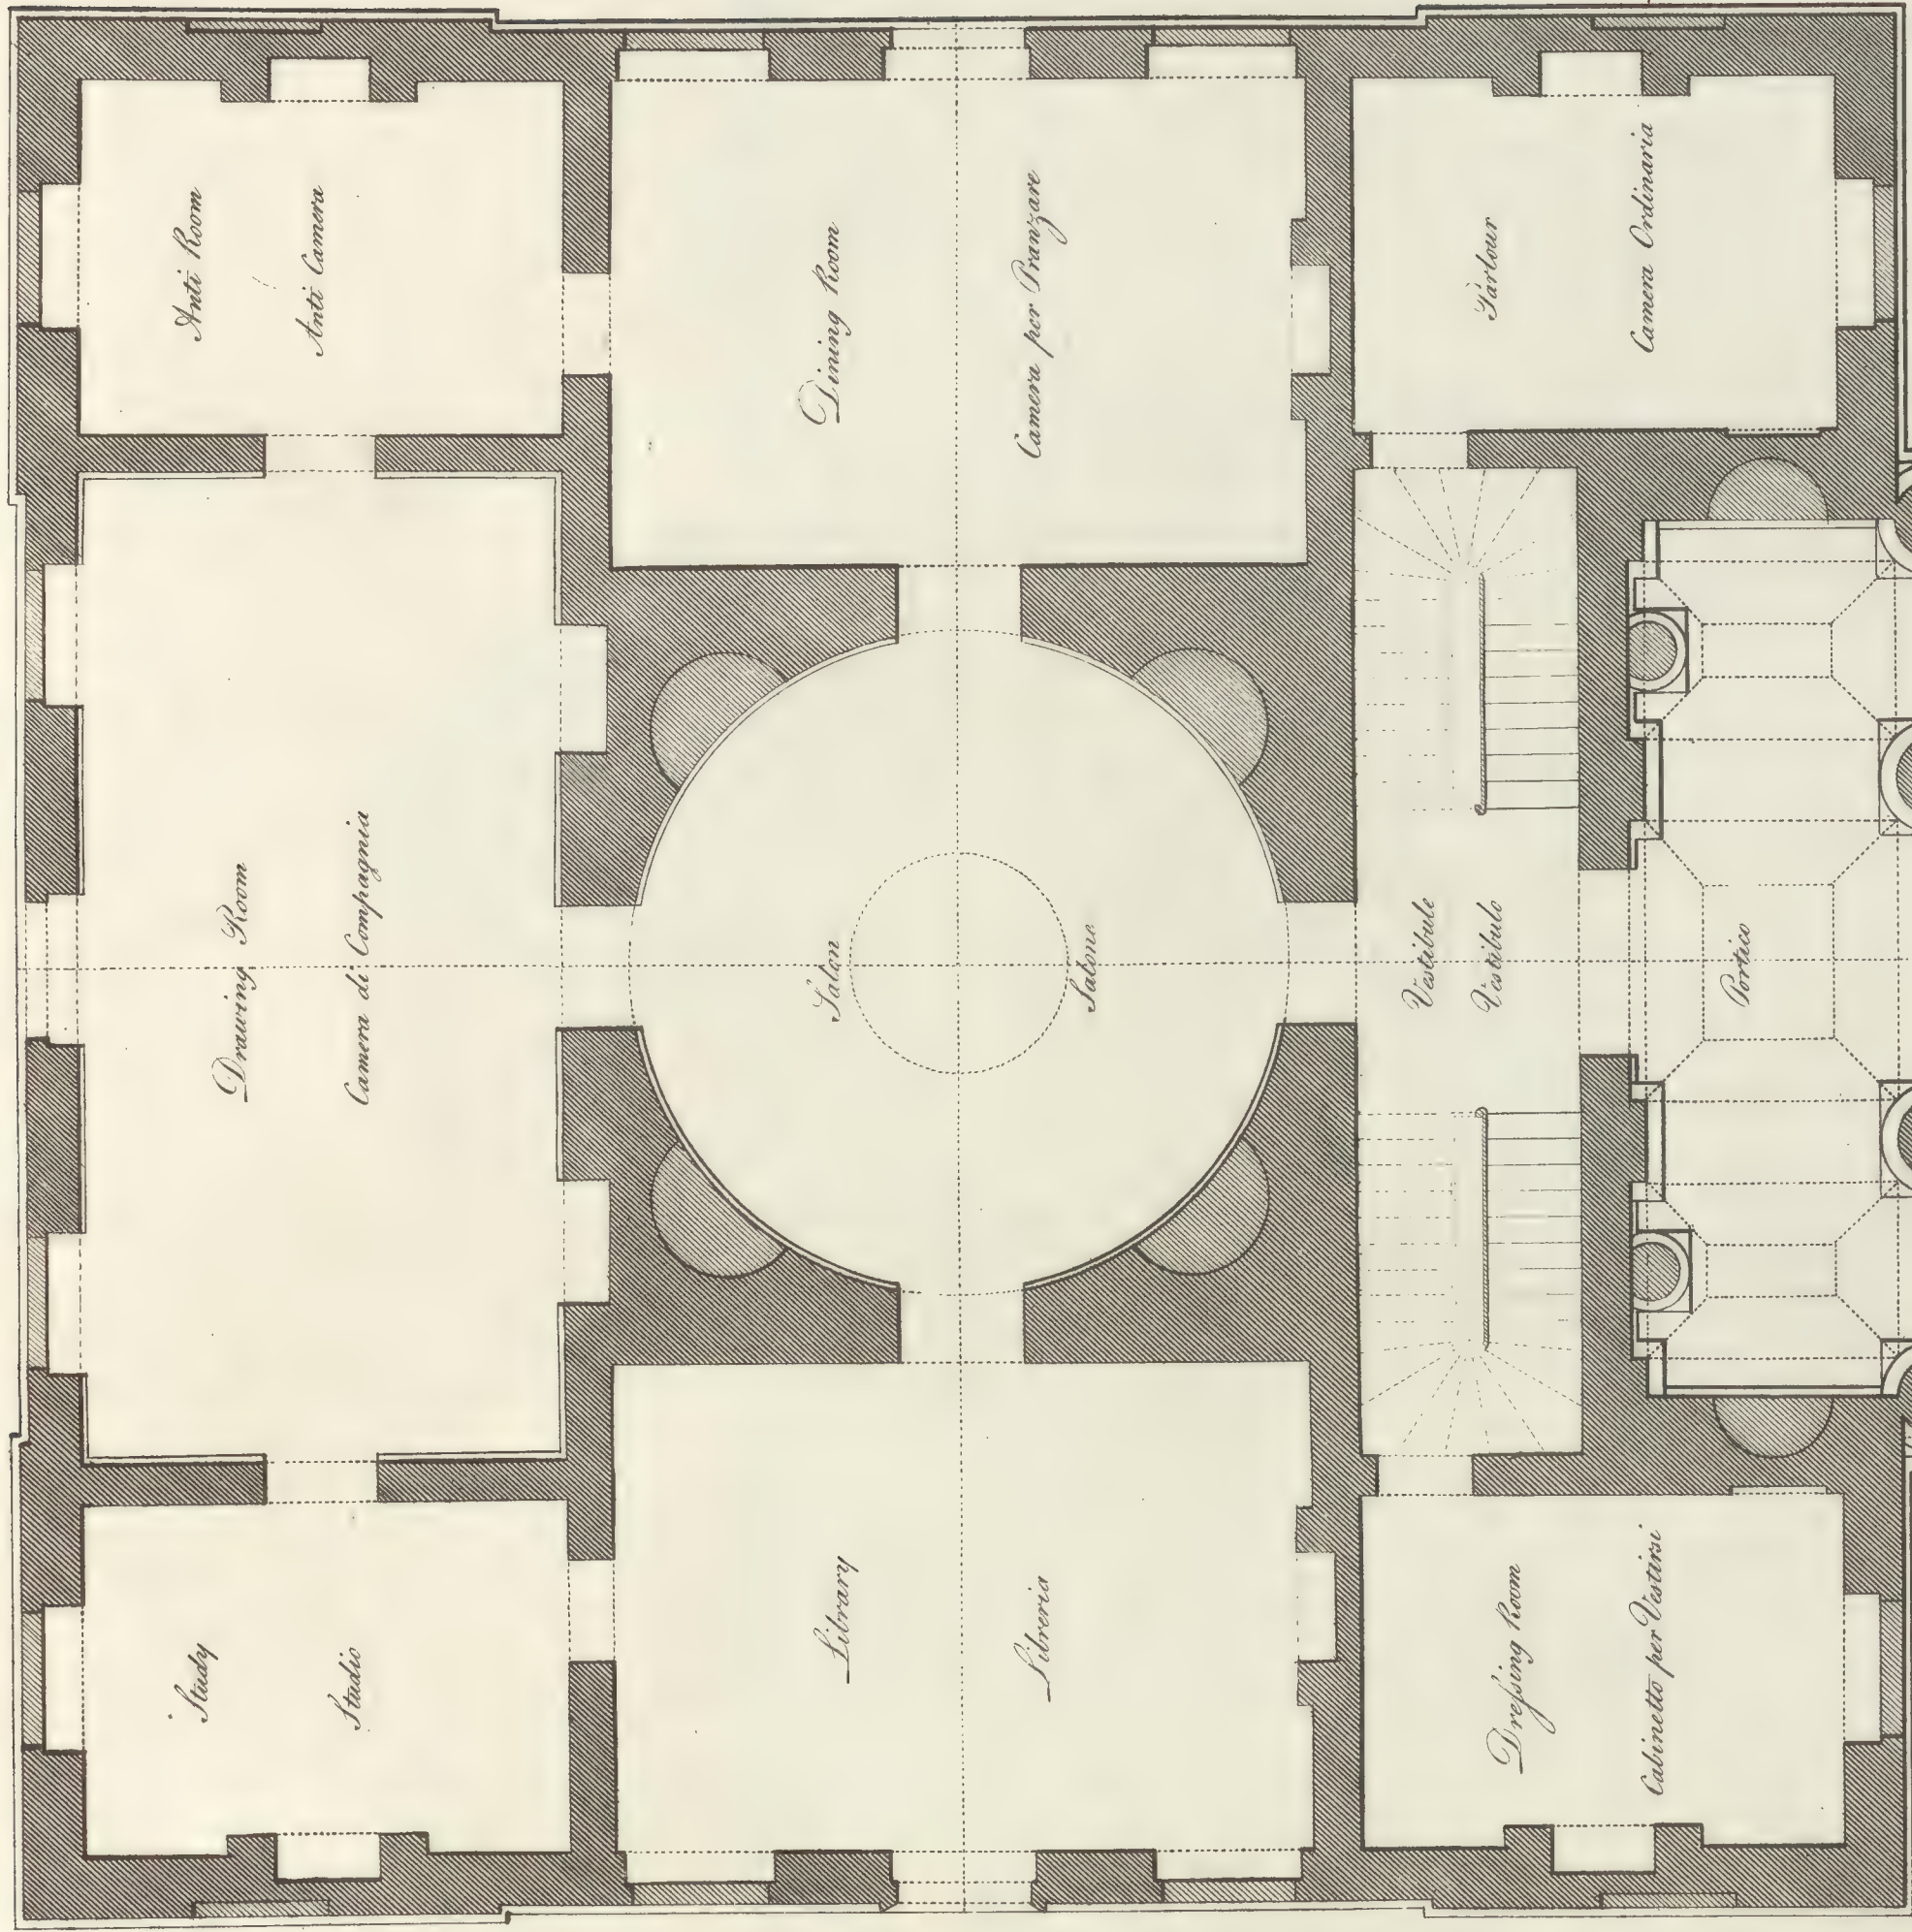 Anti Room
Anti Camera
Dining Room
Camera per Pranzare
Parlour
Camera Ordinaria
Drawing Room
Camera di Compagnia
Salon
Salone
Vestibule
Vestibulo
Portico
Study
Studio
Library
Libreria
Dreſsing Room
Cabinetto per Vestirsi